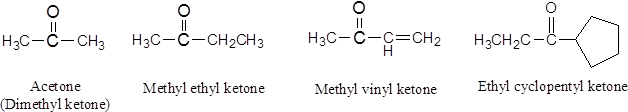 O O O O
H₃C–C–CH₃ H₃C–C–CH₂CH₃ H₃C–C–C=CH₂ H₃CH₂C–C
H
Acetone Methyl ethyl ketone Methyl vinyl ketone Ethyl cyclopentyl ketone
(Dimethyl ketone)